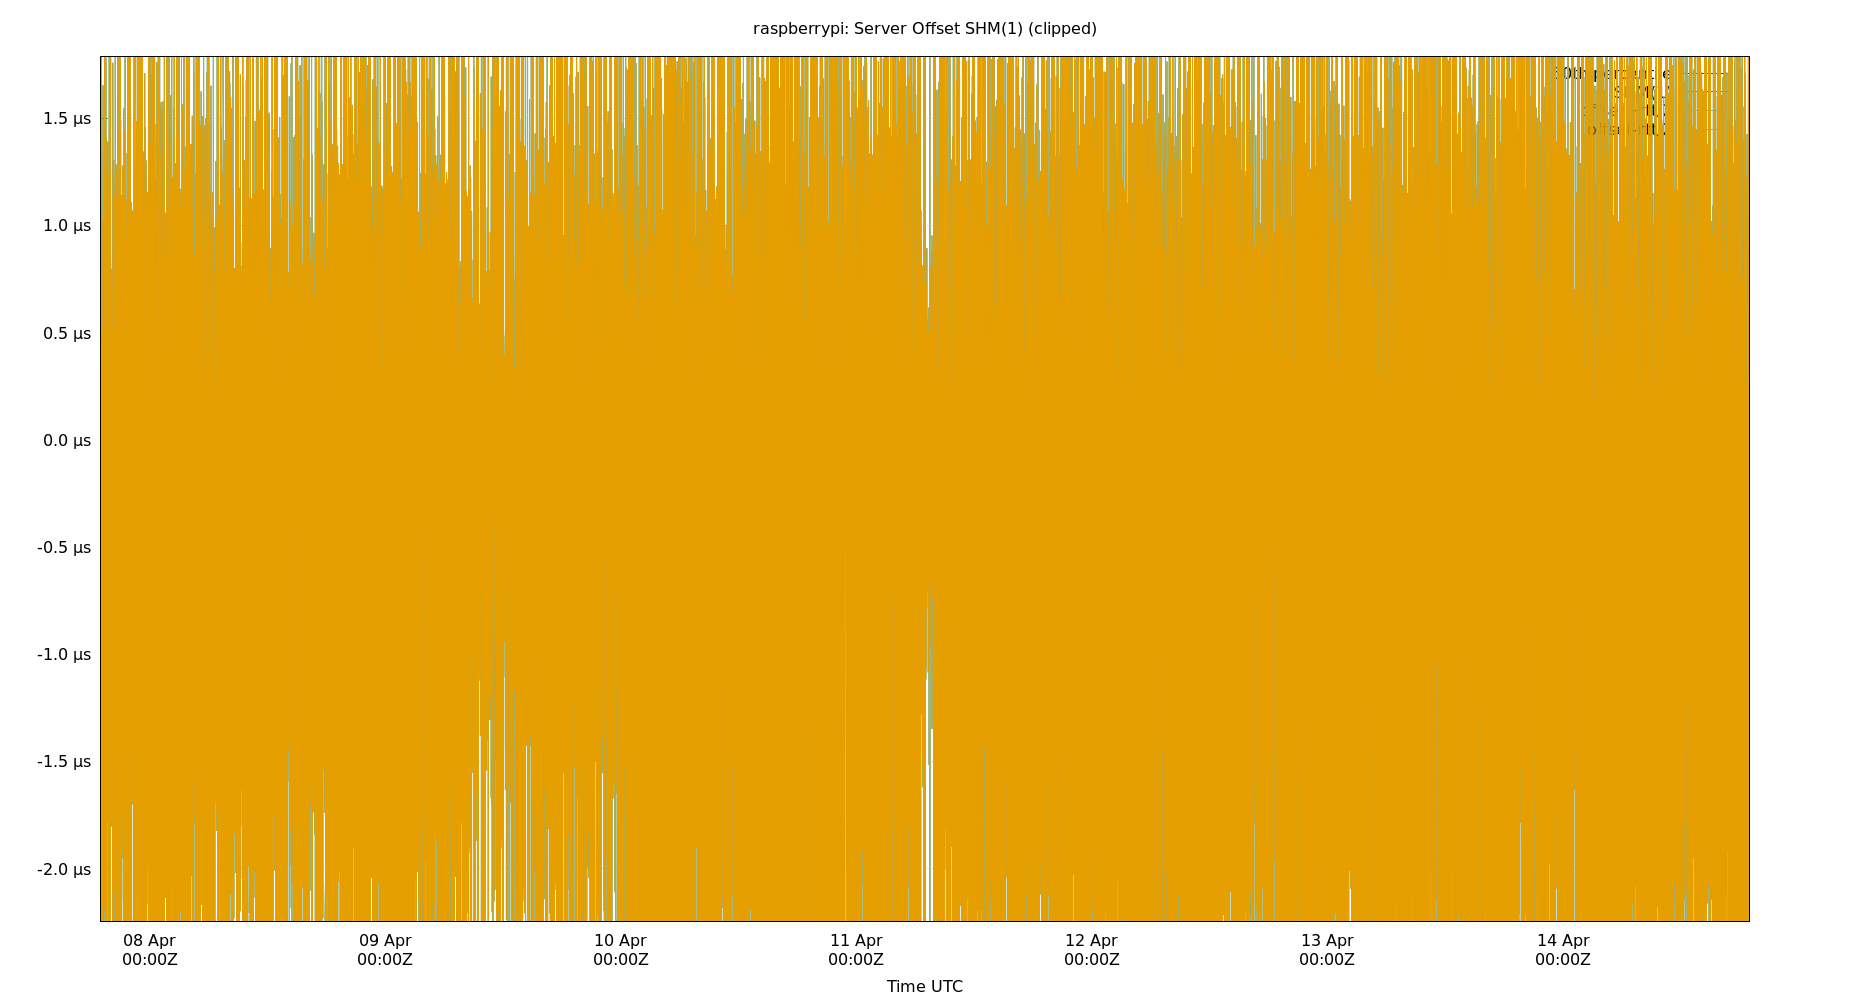 raspberrypi: Server Offset SHM(1) (clipped)
1.5 µs
1.0 µs
0.5 µs
0.0 µs
-0.5 µs
-1.0 µs
-1.5 µs
-2.0 µs
08 Apr 09 Apr 10 Apr 11 Apr 12 Apr 13 Apr 14 Apr
00:00Z 00:00Z 00:00Z 00:00Z 00:00Z 00:00Z 00:00Z
Time UTC